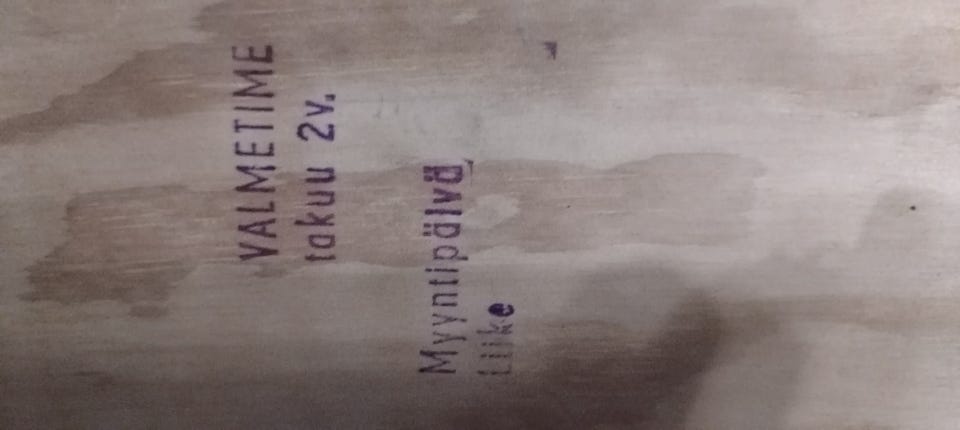 VALMETIME
takuu 2v.
Myyntipäivä
Liike